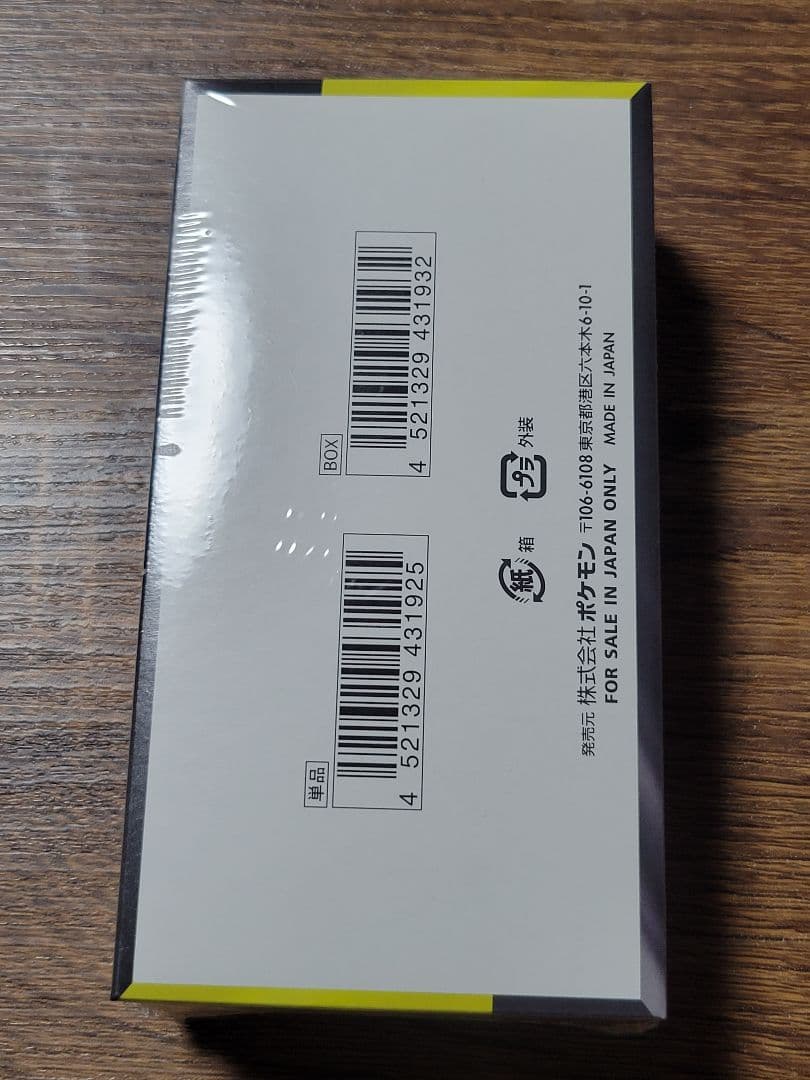 単品
4 521329 431925
BOX
4 521329 431932
紙 箱
プラ 外装
発売元 株式会社 ポケモン 〒106-6108 東京都港区六本木6-10-1
FOR SALE IN JAPAN ONLY MADE IN JAPAN